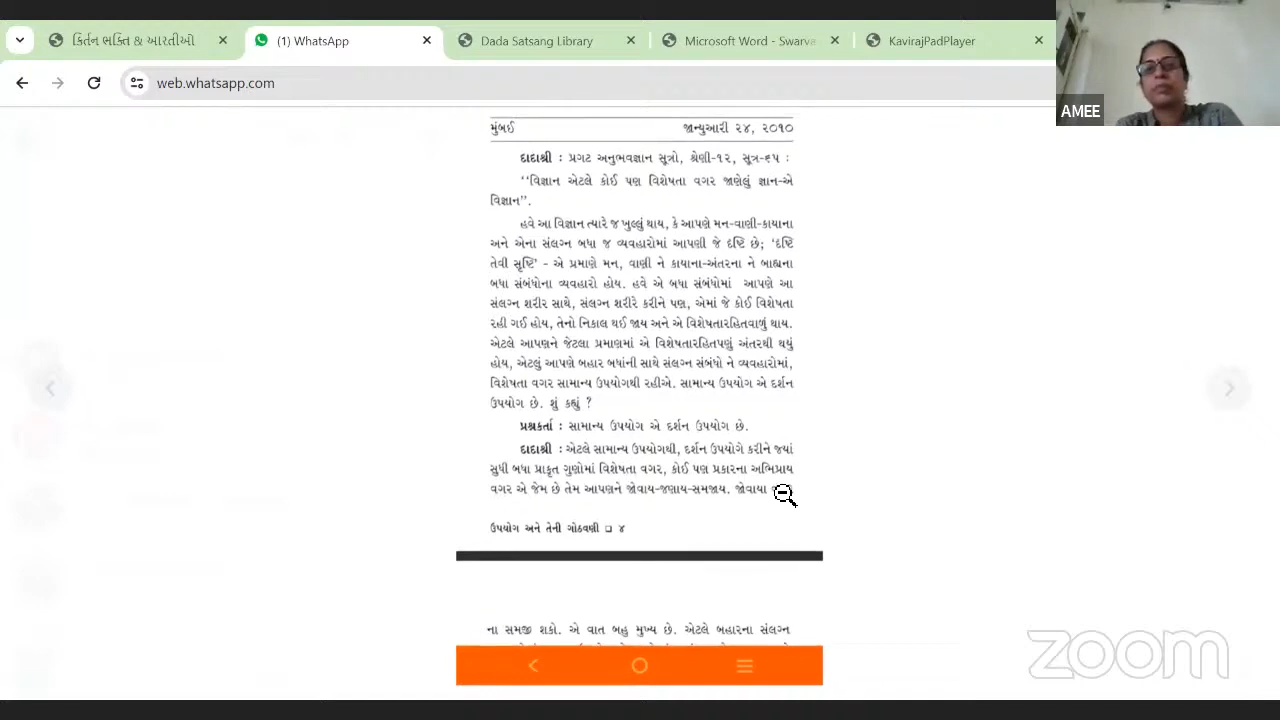 કિર્તન ભક્તિ & આરતીઓ
(1) WhatsApp
Dada Satsang Library
Microsoft Word - Swarva
KavirajPadPlayer
web.whatsapp.com
AMEE
મુંબઈ જાન્યુઆરી ૨૪, ૨૦૧૦
દાદાશ્રી : પ્રગટ અનુભવજ્ઞાન સૂત્રો, શ્રેણી-૧૨, સૂત્ર-૬૫ :
‘‘વિજ્ઞાન એટલે કોઈ પણ વિશેષતા વગર જાણેલું જ્ઞાન-એ
વિજ્ઞાન’’.
હવે આ વિજ્ઞાન ત્યારે જ ખુલ્લું થાય, કે આપણે મન-વાણી-કાયાના
અને એના સંલગ્ન બધા જ વ્યવહારોમાં આપણી જે દૃષ્ટિ છે; ‘દૃષ્ટિ
તેવી સૃષ્ટિ’ - એ પ્રમાણે મન, વાણી ને કાયાના-અંતરના ને બાહ્યના
બધા સંબંધોના વ્યવહારો હોય. હવે એ બધા સંબંધોમાં આપણે આ
સંલગ્ન શરીર સાથે, સંલગ્ન શરીરે કરીને પણ, એમાં જે કોઈ વિશેષતા
રહી ગઈ હોય, તેનો નિકાલ થઈ જાય અને એ વિશેષતારહિતવાળું થાય.
એટલે આપણને જેટલા પ્રમાણમાં એ વિશેષતારહિતપણું અંતરથી થયું
હોય, એટલું આપણે બહાર બધાંની સાથે સંલગ્ન સંબંધો ને વ્યવહારોમાં,
વિશેષતા વગર સામાન્ય ઉપયોગથી રહીએ. સામાન્ય ઉપયોગ એ દર્શન
ઉપયોગ છે. શું કહ્યું ?
પ્રશ્નકર્તા : સામાન્ય ઉપયોગ એ દર્શન ઉપયોગ છે.
દાદાશ્રી : એટલે સામાન્ય ઉપયોગથી, દર્શન ઉપયોગે કરીને જ્યાં
સુધી બધા પ્રાકૃત ગુણોમાં વિશેષતા વગર, કોઈ પણ પ્રકારના અભિપ્રાય
વગર એ જેમ છે તેમ આપણને જોવાય-જણાય-સમજાય. જોવાયા
ઉપયોગ અને તેની ગોઠવણી ❑ ૪
ના સમજી શકો. એ વાત બહુ મુખ્ય છે. એટલે બહારના સંલગ્ન
zoom